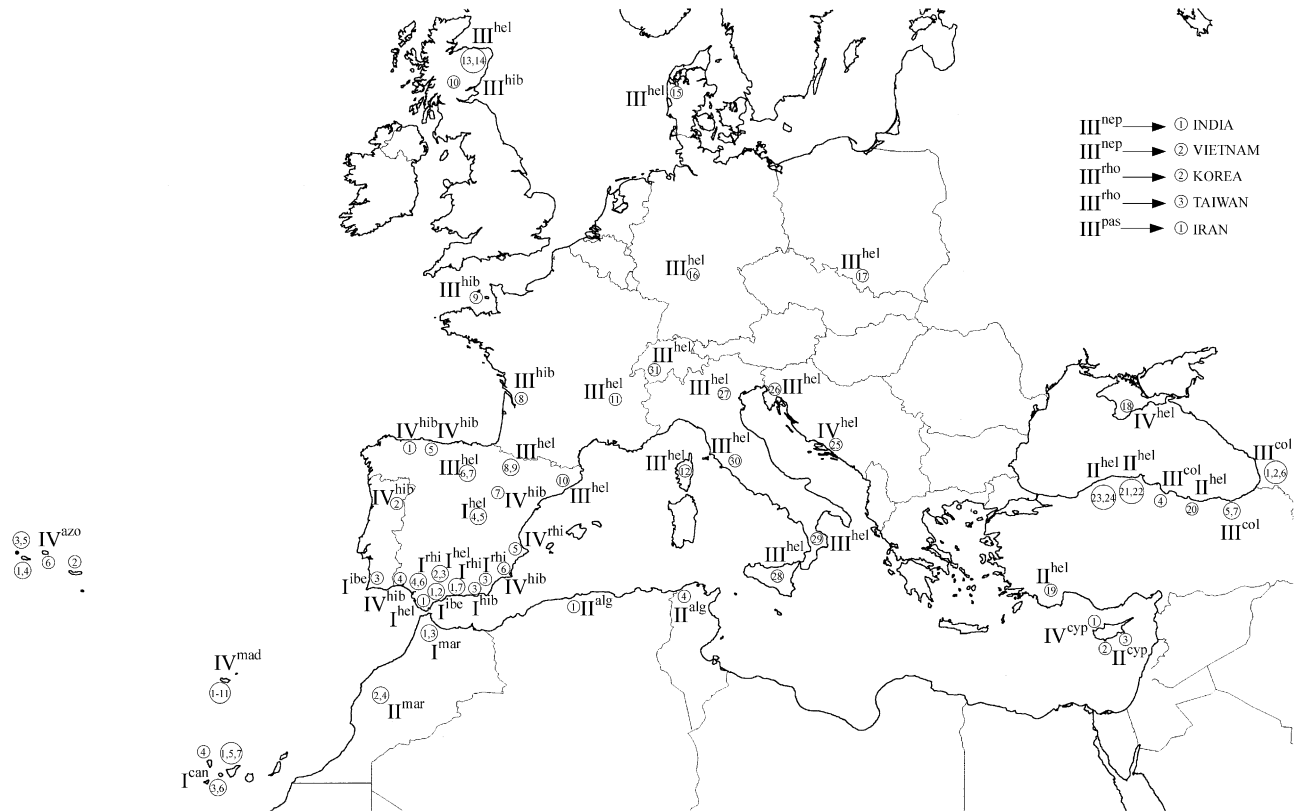 III^hel
13,14
10
III^hib
III^hel
15
III^nep ① INDIA
III^nep ② VIETNAM
III^rho ② KOREA
III^rho ③ TAIWAN
III^pas ① IRAN
III^hel
16
III^hel
17
III^hib
9
III^hel
31
III^hib
8
III^hel
11
III^hel
27
26
III^hel
18
IV^hel
IV^hib IV^hib
1
5
IV^hel
25
III^hel
6,7
III^hel
8,9
10
III^hel
III^hel
12
III^hel
30
III^col
1,2,6
II^hel
II^hel
23,24
21,22
III^col
4
II^hel
20
5,7
III^col
IV^hib
2
7
IV^hib
I^hel
4,5
3,5
IV^azo
1,4
6
2
5
IV^rhi
29
III^hel
III^hel
28
I^ibe
3
4
IV^hib
I^rhi
4,6
I^hel
2,3
I^rhi
1,7
I^rhi
3
6
IV^hib
I^hel
1
1,2
I^ibe
3
I^hib
1
II^alg
4
II^alg
II^hel
19
1
IV^cyp
2
3
II^cyp
1,3
I^mar
IV^mad
1-11
2,4
II^mar
4
1,5,7
I^can
3,6